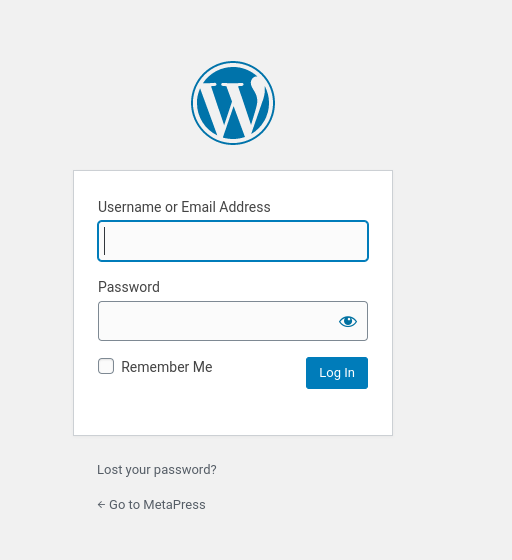 Username or Email Address
Password
Remember Me
Log In
Lost your password?
← Go to MetaPress